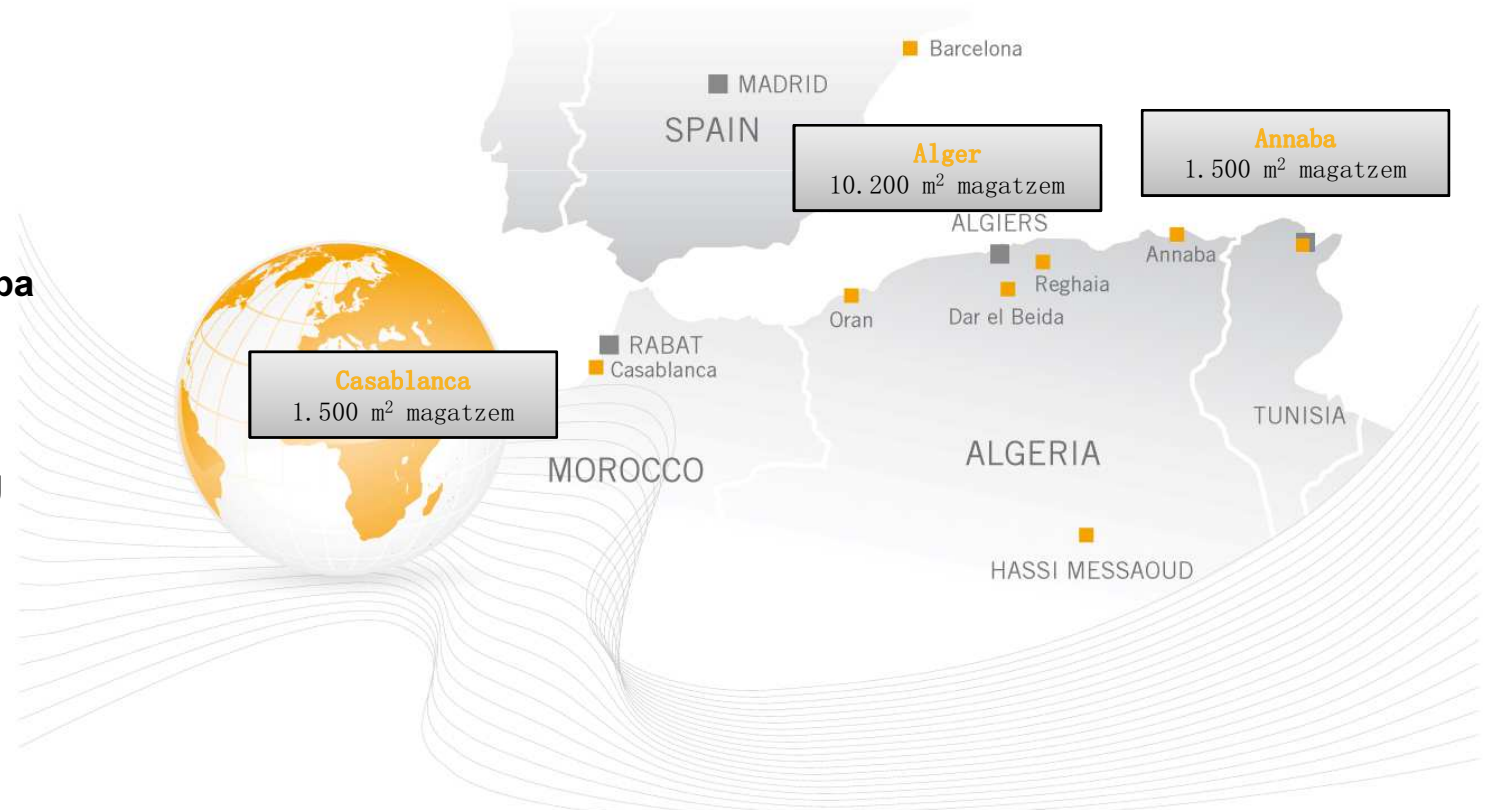 Barcelona
MADRID
SPAIN
Alger
10.200 m² magatzem
Annaba
1.500 m² magatzem
ALGIERS
Annaba
Reghaia
Oran
Dar el Beida
RABAT
Casablanca
Casablanca
1.500 m² magatzem
TUNISIA
ALGERIA
MOROCCO
HASSI MESSAOUD